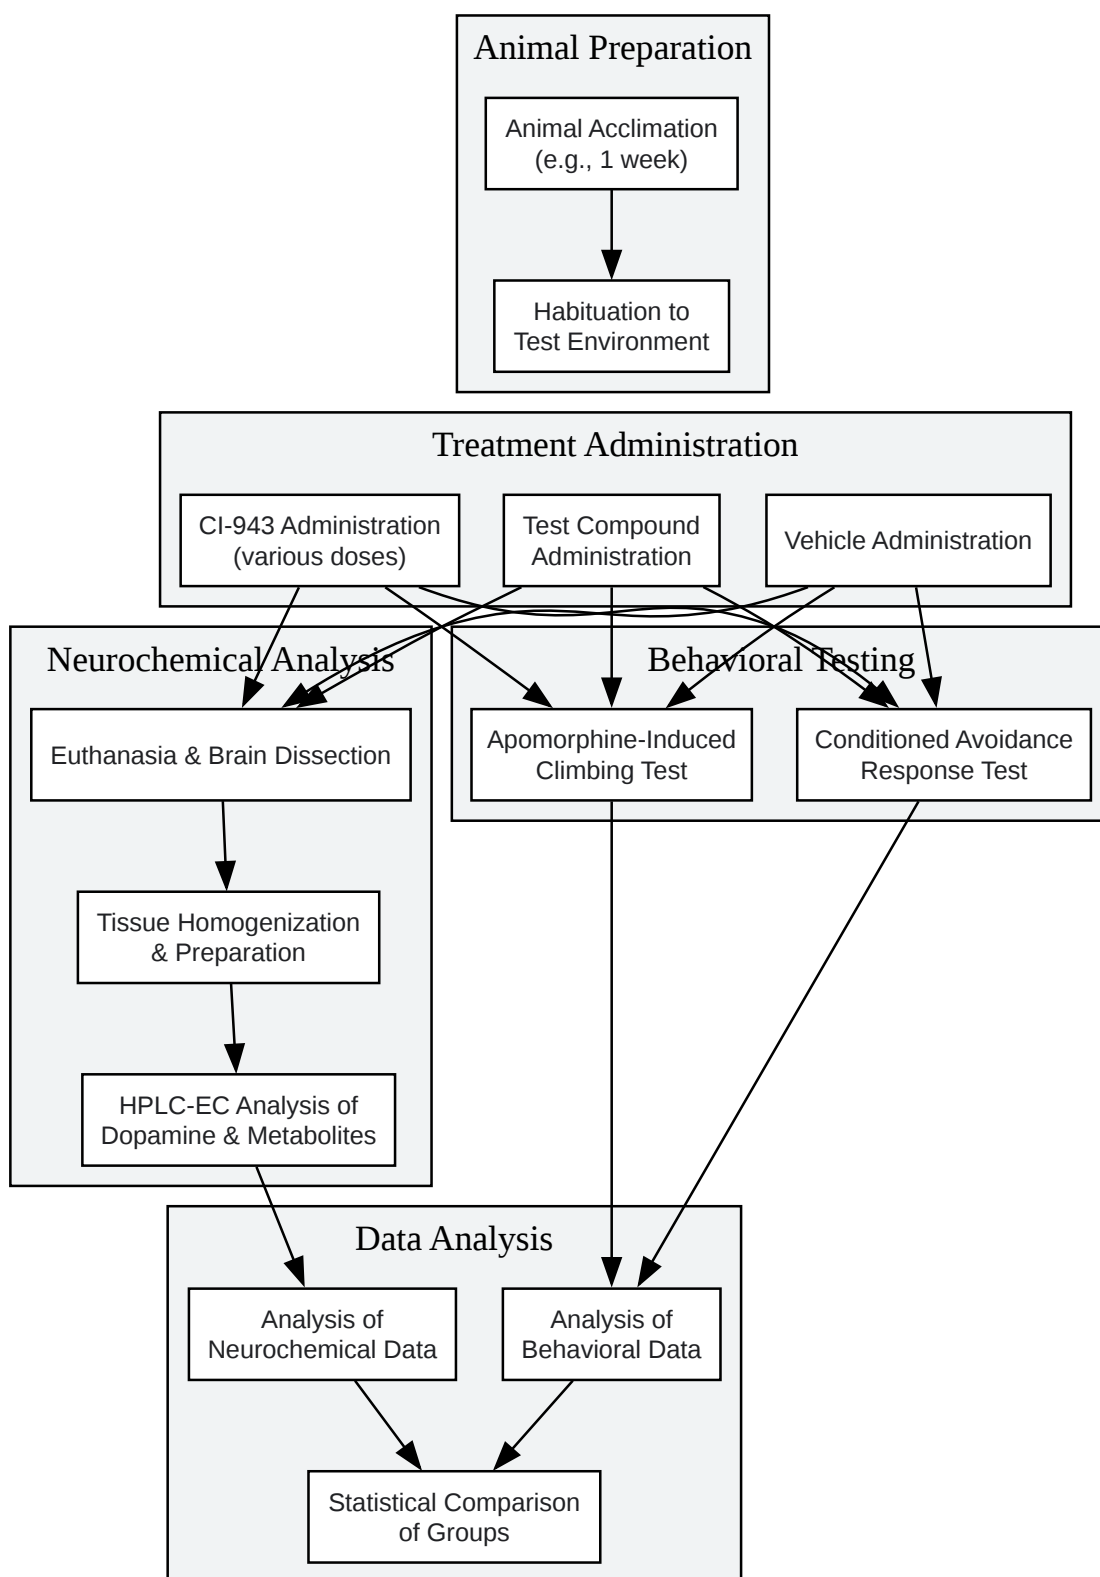 Animal Preparation
Animal Acclimation
(e.g., 1 week)
Habituation to
Test Environment
Treatment Administration
CI-943 Administration
(various doses)
Test Compound
Administration
Vehicle Administration
Neurochemical Analysis
Behavioral Testing
Euthanasia & Brain Dissection
Apomorphine-Induced
Climbing Test
Conditioned Avoidance
Response Test
Tissue Homogenization
& Preparation
HPLC-EC Analysis of
Dopamine & Metabolites
Data Analysis
Analysis of
Neurochemical Data
Analysis of
Behavioral Data
Statistical Comparison
of Groups